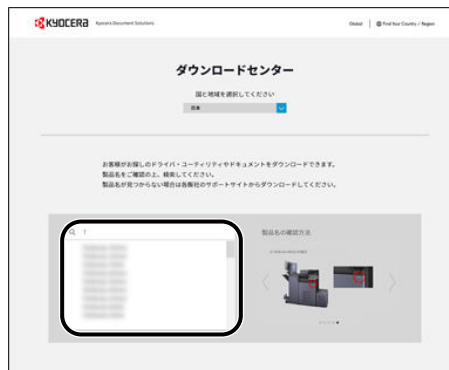 KYOCERA Kyocera Document Solutions
Global
Find Your Country / Region
ダウンロードセンター
国と地域を選択してください
日本
お客様がお探しのドライバ・ユーティリティやドキュメントをダウンロードできます。
製品名をご確認の上、検索してください。
製品名が見つからない場合は各販社のサポートサイトからダウンロードしてください。
製品名の確認方法